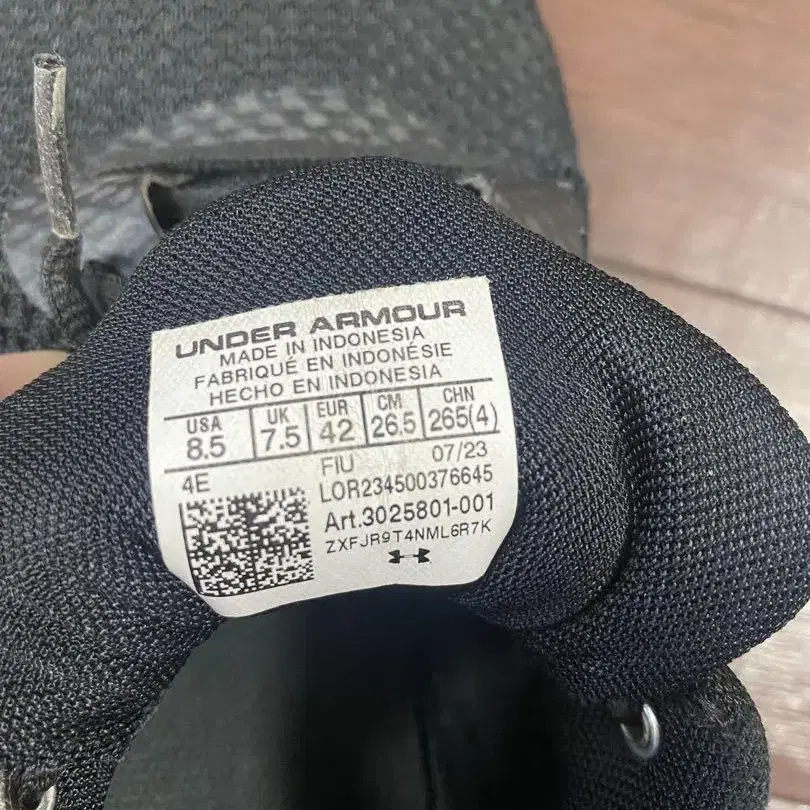 UNDER ARMOUR
MADE IN INDONESIA
FABRIQUÉ EN INDONÉSIE
HECHO EN INDONESIA
USA UK EUR CM CHN
8.5 7.5 42 26.5 265(4)
4E FIU 07/23
LOR234500376645
Art.3025801-001
ZXFJR9T4NML6R7K